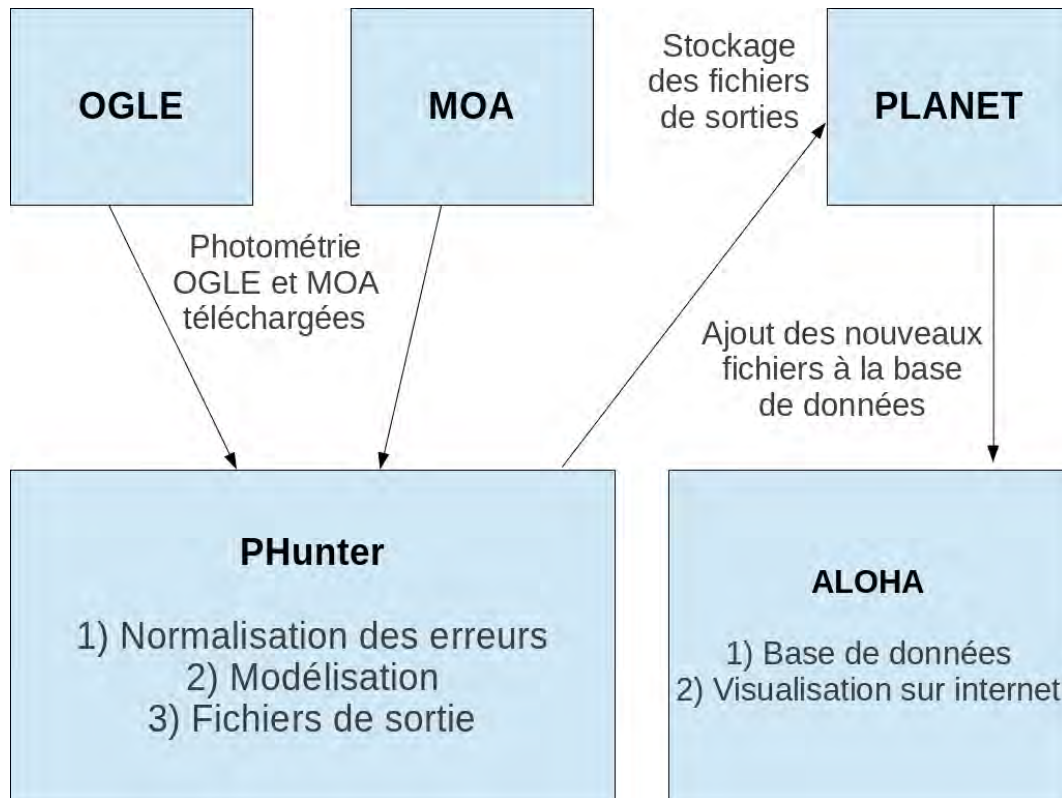 OGLE
MOA
Stockage
des fichiers
de sorties
PLANET
Photométrie
OGLE et MOA
téléchargées
Ajout des nouveaux
fichiers à la base
de données
PHunter
1) Normalisation des erreurs
2) Modélisation
3) Fichiers de sortie
ALOHA
1) Base de données
2) Visualisation sur internet